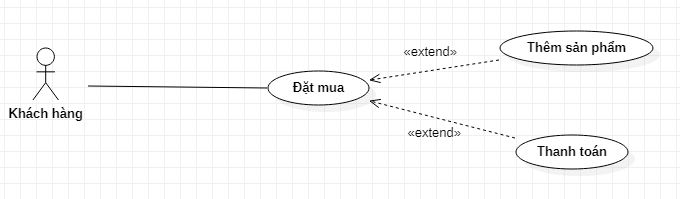 Khách hàng
Đặt mua
«extend»
Thêm sản phẩm
«extend»
Thanh toán